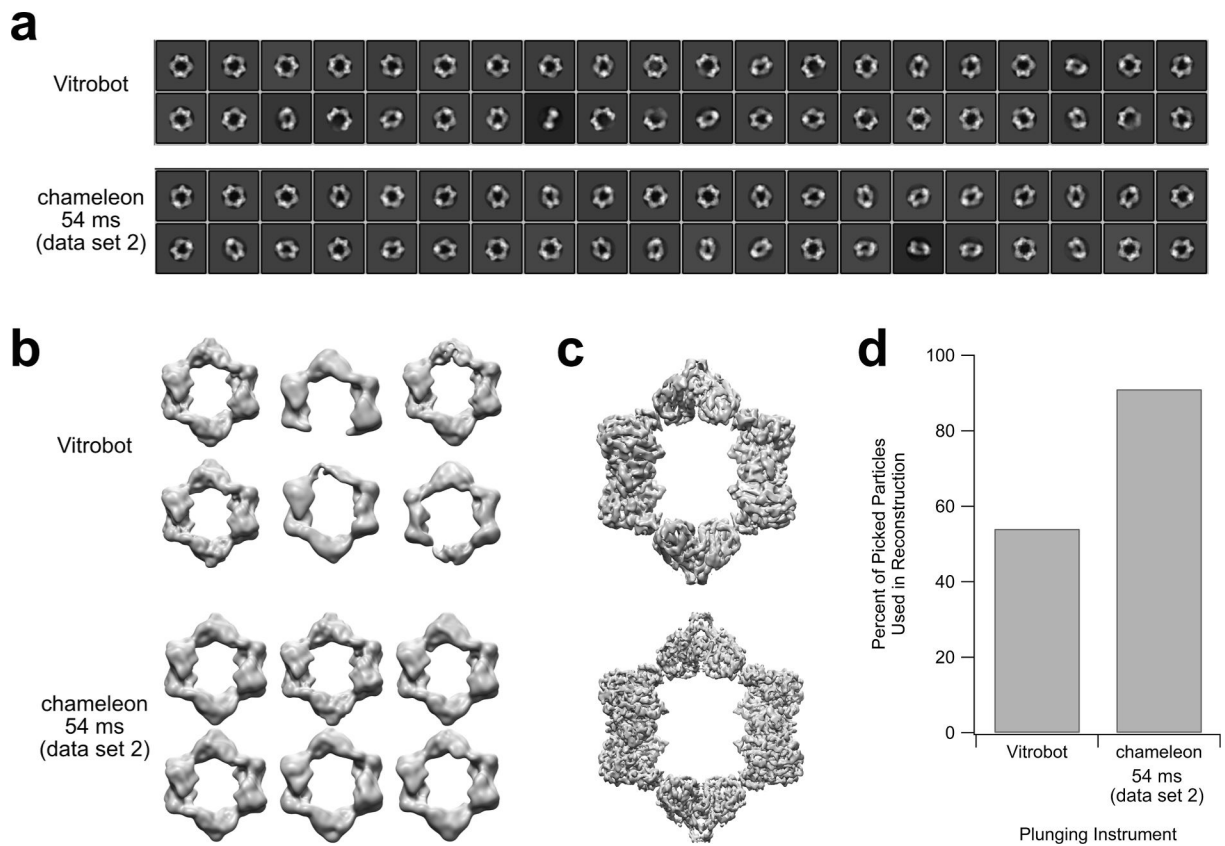 a
Vitrobot
chameleon
54 ms
(data set 2)
b
Vitrobot
chameleon
54 ms
(data set 2)
c
d
Percent of Picked Particles
Used in Reconstruction
100
80
60
40
20
0
Vitrobot
chameleon
54 ms
(data set 2)
Plunging Instrument